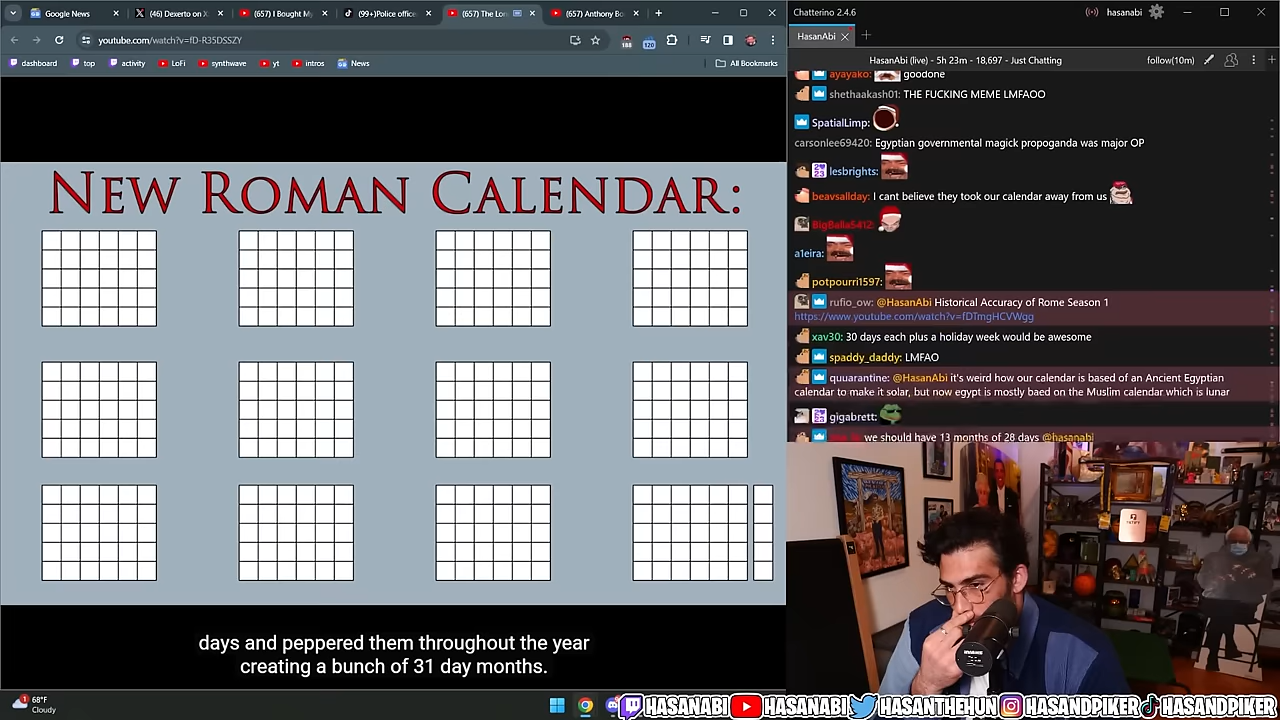 Google News
(46) Dexerto on X
(657) I Bought My
(99+)Police office
(657) The Lon
(657) Anthony Bo
youtube.com/watch?v=fD-R35DSSZY
188
120
dashboard
top
activity
LoFi
synthwave
yt
intros
News
All Bookmarks
NEW ROMAN CALENDAR:
days and peppered them throughout the year
creating a bunch of 31 day months.
68°F
Cloudy
Chatterino 2.4.6
hasanabi
HasanAbi
HasanAbi (live) - 5h 23m - 18,697 - Just Chatting
follow(10m)
ayayako: goodone
shethaakash01: THE FUCKING MEME LMFAOO
SpatialLimp:
carsonlee69420: Egyptian governmental magick propoganda was major OP
lesbrights:
beavsallday: I cant believe they took our calendar away from us
BigBalla5412:
a1eira:
potpourri1597:
rufio_ow: @HasanAbi Historical Accuracy of Rome Season 1
https://www.youtube.com/watch?v=fDTmgHCVWgg
xav30: 30 days each plus a holiday week would be awesome
spaddy_daddy: LMFAO
quuarantine: @HasanAbi it's weird how our calendar is based of an Ancient Egyptian
calendar to make it solar, but now egypt is mostly baed on the Muslim calendar which is lunar
gigabrett:
we should have 13 months of 28 days @hasanabi
HASANABI
HASANABI
HASANTHEHUN
HASANDPIKER
HASANDPIKER